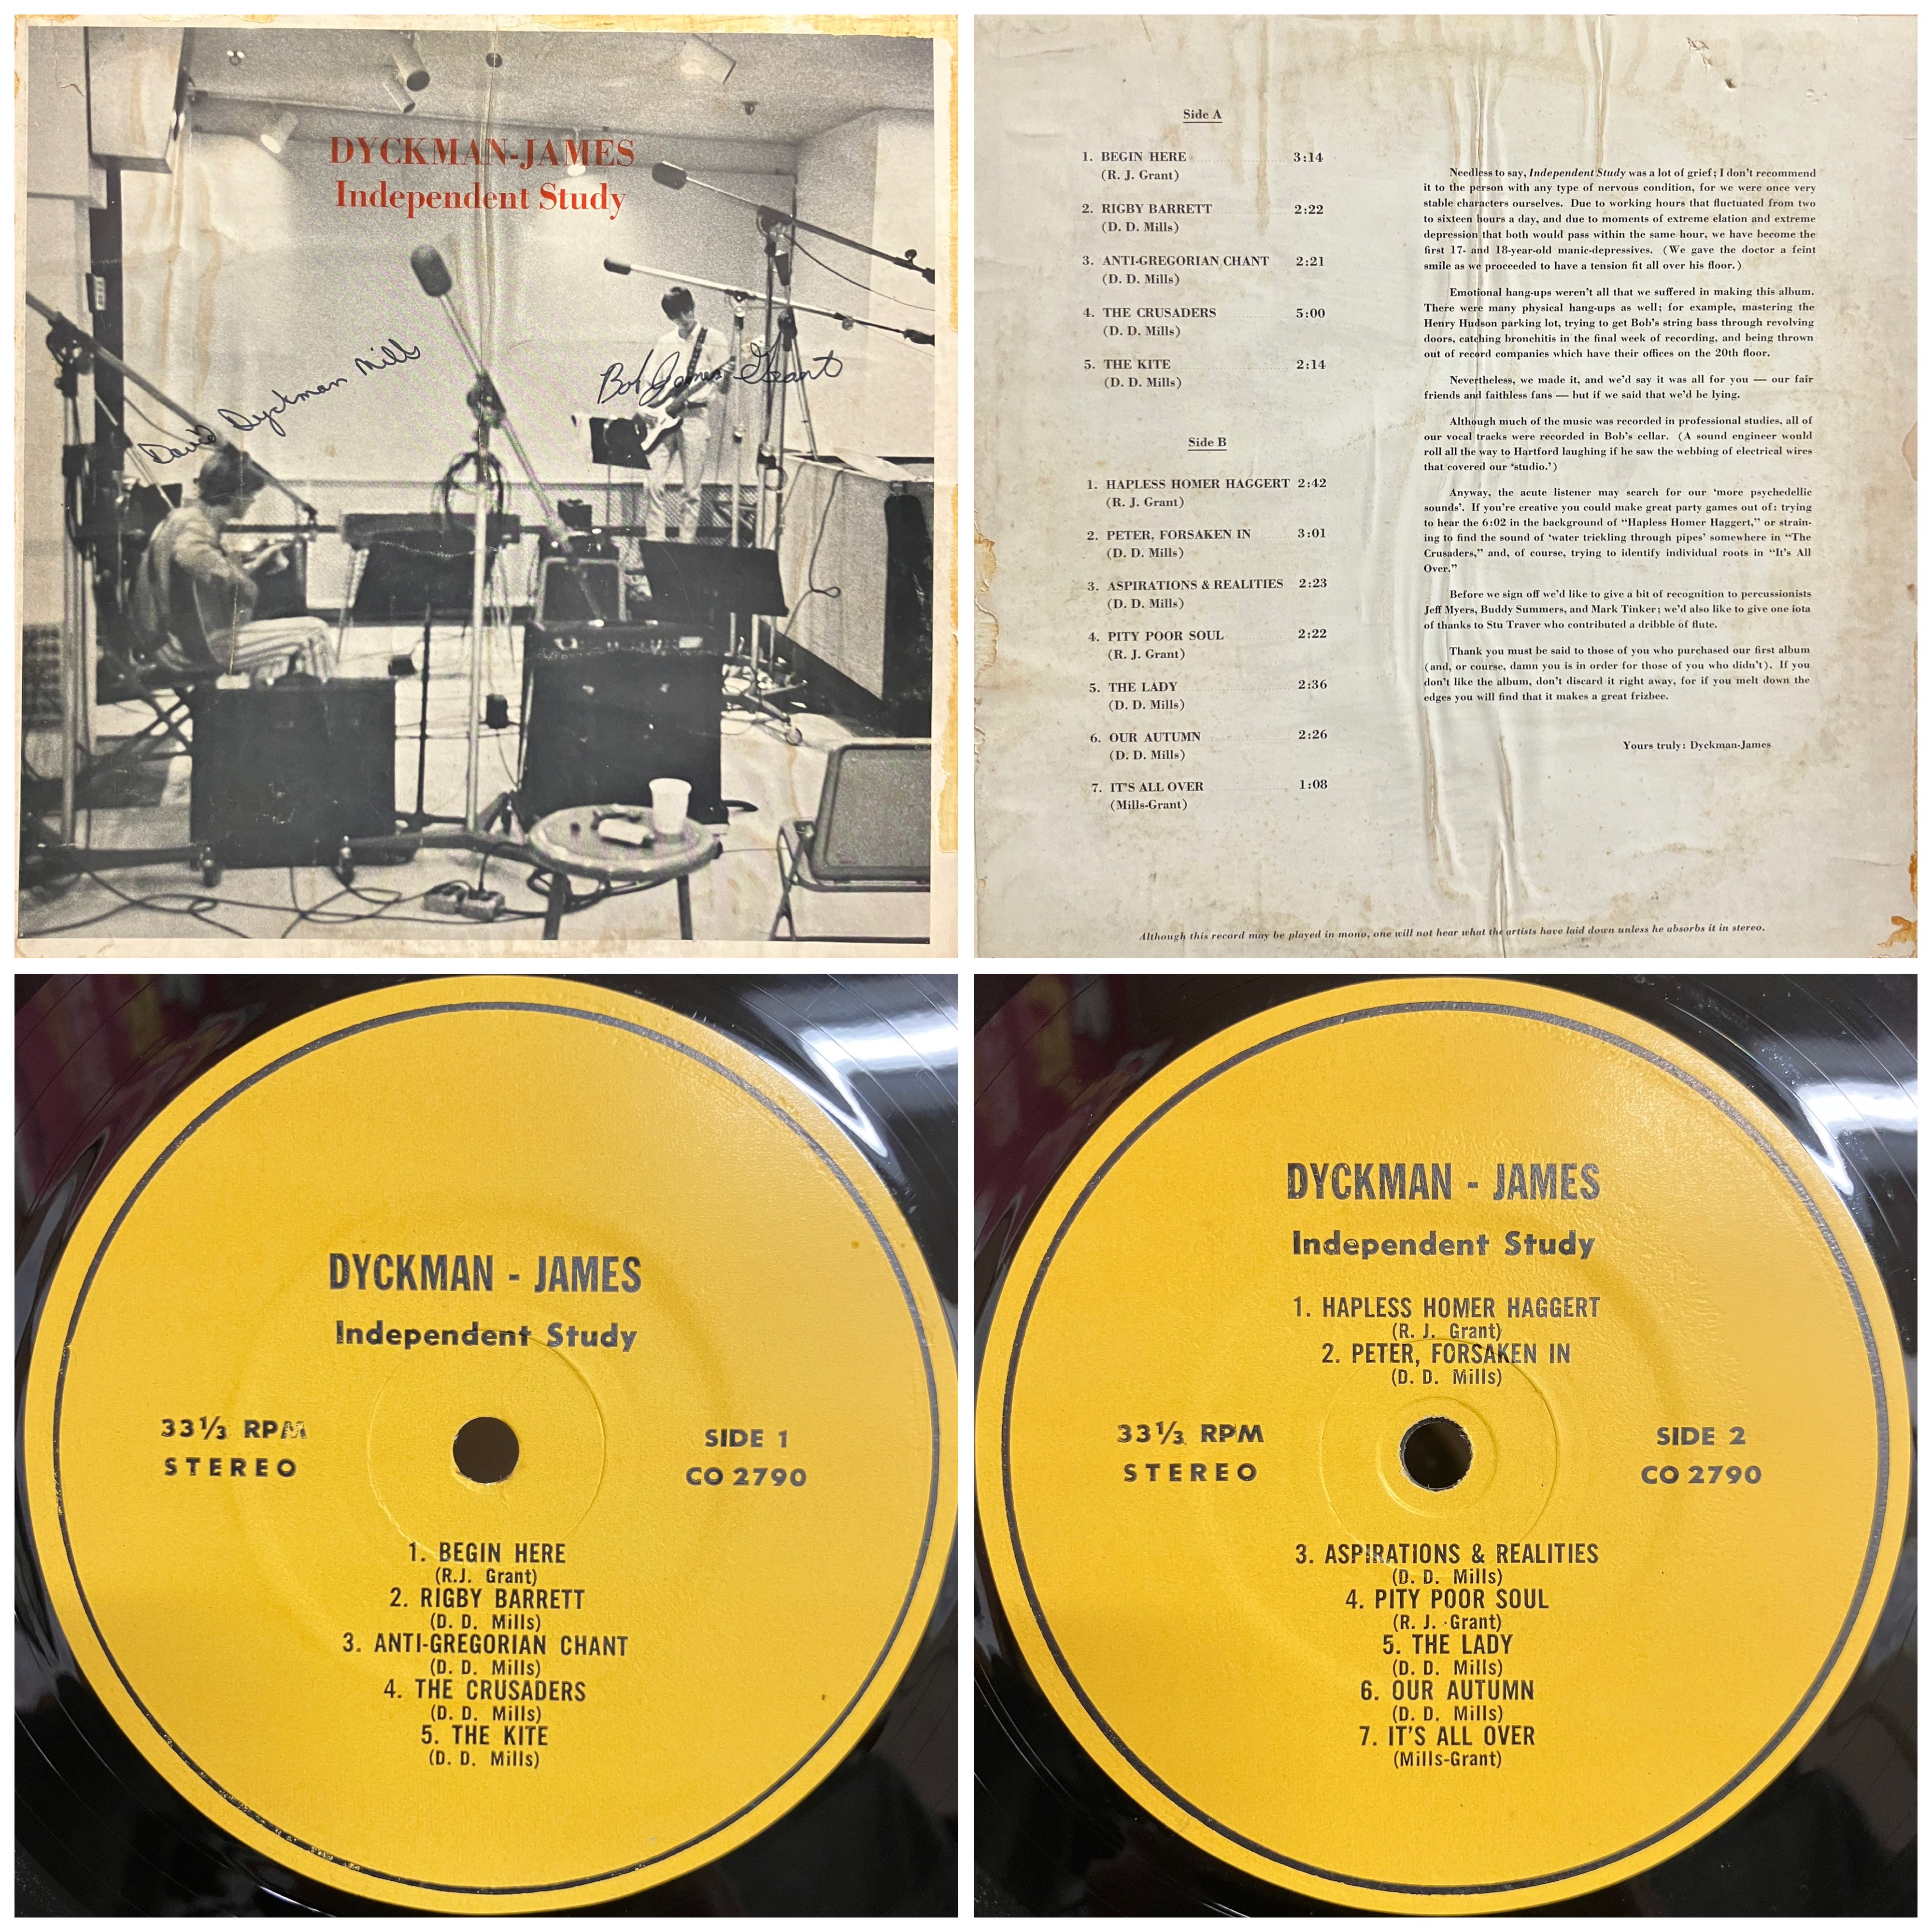 DYCKMAN-JAMES
Independent Study
David Dyckman Mills
Bob James Grant
Side A
1. BEGIN HERE 3:14
(R. J. Grant)
2. RIGBY BARRETT 2:22
(D. D. Mills)
3. ANTI-GREGORIAN CHANT 2:21
(D. D. Mills)
4. THE CRUSADERS 5:00
(D. D. Mills)
5. THE KITE 2:14
(D. D. Mills)
Side B
1. HAPLESS HOMER HAGGERT 2:42
(R. J. Grant)
2. PETER, FORSAKEN IN 3:01
(D. D. Mills)
3. ASPIRATIONS & REALITIES 2:23
(D. D. Mills)
4. PITY POOR SOUL 2:22
(R. J. Grant)
5. THE LADY 2:36
(D. D. Mills)
6. OUR AUTUMN 2:26
(D. D. Mills)
7. IT'S ALL OVER 1:08
(Mills-Grant)
Needless to say, Independent Study was a lot of grief; I don't recommend
it to the person with any type of nervous condition, for we were once very
stable characters ourselves. Due to working hours that fluctuated from two
to sixteen hours a day, and due to moments of extreme elation and extreme
depression that both would pass within the same hour, we have become the
first 17- and 18-year-old manic-depressives. (We gave the doctor a feint
smile as we proceeded to have a tension fit all over his floor.)
Emotional hang-ups weren't all that we suffered in making this album.
There were many physical hang-ups as well; for example, mastering the
Henry Hudson parking lot, trying to get Bob's string bass through revolving
doors, catching bronchitis in the final week of recording, and being thrown
out of record companies which have their offices on the 20th floor.
Nevertheless, we made it, and we'd say it was all for you — our fair
friends and faithless fans — but if we said that we'd be lying.
Although much of the music was recorded in professional studies, all of
our vocal tracks were recorded in Bob's cellar. (A sound engineer would
roll all the way to Hartford laughing if he saw the webbing of electrical wires
that covered our 'studio.')
Anyway, the acute listener may search for our 'more psychedellic
sounds'. If you're creative you could make great party games out of: trying
to hear the 6:02 in the background of "Hapless Homer Haggert," or strain-
ing to find the sound of 'water trickling through pipes' somewhere in "The
Crusaders," and, of course, trying to identify individual roots in "It's All
Over."
Before we sign off we'd like to give a bit of recognition to percussionists
Jeff Myers, Buddy Summers, and Mark Tinker; we'd also like to give one iota
of thanks to Stu Traver who contributed a dribble of flute.
Thank you must be said to those of you who purchased our first album
(and, or course, damn you is in order for those of you who didn't). If you
don't like the album, don't discard it right away, for if you melt down the
edges you will find that it makes a great frizbee.
Yours truly: Dyckman-James
Although this record may be played in mono, one will not hear what the artists have laid down unless he absorbs it in stereo.
DYCKMAN - JAMES
Independent Study
33⅓ RPM
STEREO
SIDE 1
CO 2790
1. BEGIN HERE
(R.J. Grant)
2. RIGBY BARRETT
(D. D. Mills)
3. ANTI-GREGORIAN CHANT
(D. D. Mills)
4. THE CRUSADERS
(D. D. Mills)
5. THE KITE
(D. D. Mills)
DYCKMAN - JAMES
Independent Study
1. HAPLESS HOMER HAGGERT
(R. J. Grant)
2. PETER, FORSAKEN IN
(D. D. Mills)
33⅓ RPM
STEREO
SIDE 2
CO 2790
3. ASPIRATIONS & REALITIES
(D. D. Mills)
4. PITY POOR SOUL
(R. J. Grant)
5. THE LADY
(D. D. Mills)
6. OUR AUTUMN
(D. D. Mills)
7. IT'S ALL OVER
(Mills-Grant)